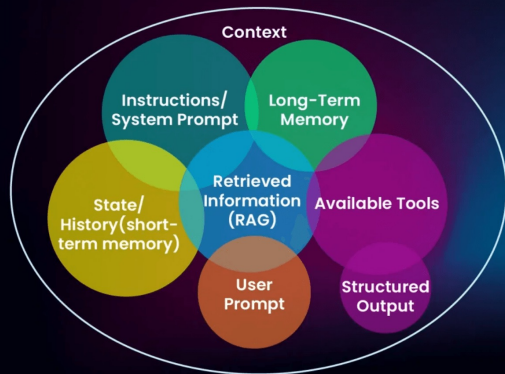 Context
Instructions/
System Prompt
Long-Term
Memory
State/
History(short-
term memory)
Retrieved
Information
(RAG)
Available Tools
User
Prompt
Structured
Output